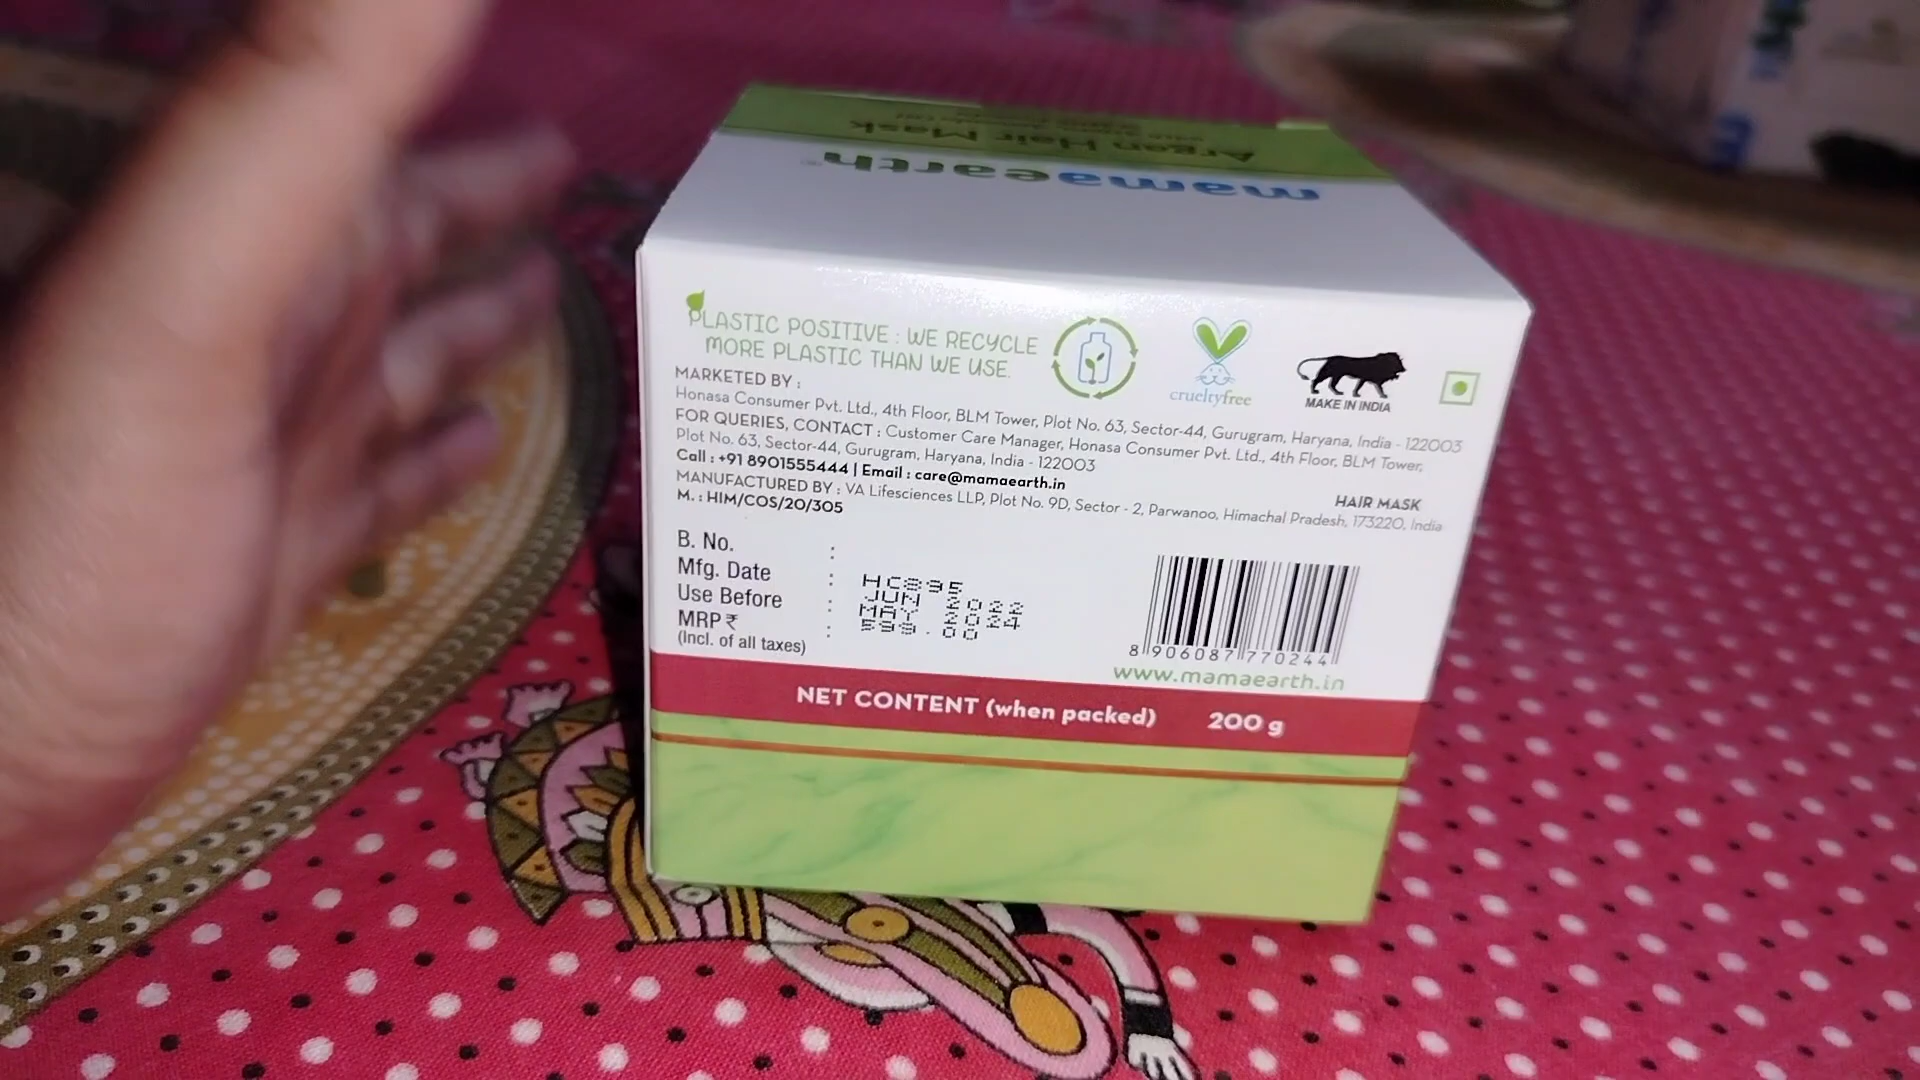 Argan Hair Mask
mamaearth®
PLASTIC POSITIVE : WE RECYCLE
MORE PLASTIC THAN WE USE.
crueltyfree
MAKE IN INDIA
MARKETED BY :
Honasa Consumer Pvt. Ltd., 4th Floor, BLM Tower, Plot No. 63, Sector-44, Gurugram, Haryana, India - 122003
FOR QUERIES, CONTACT : Customer Care Manager, Honasa Consumer Pvt. Ltd., 4th Floor, BLM Tower,
Plot No. 63, Sector-44, Gurugram, Haryana, India - 122003
Call : +91 8901555444 | Email : care@mamaearth.in
HAIR MASK
MANUFACTURED BY : VA Lifesciences LLP, Plot No. 9D, Sector - 2, Parwanoo, Himachal Pradesh, 173220, India
M. : HIM/COS/20/305
B. No. : HC895
Mfg. Date : JUN 2022
Use Before : MAY 2024
MRP ₹ : 599.00
(Incl. of all taxes)
8 906087 770244
www.mamaearth.in
NET CONTENT (when packed) 200 g